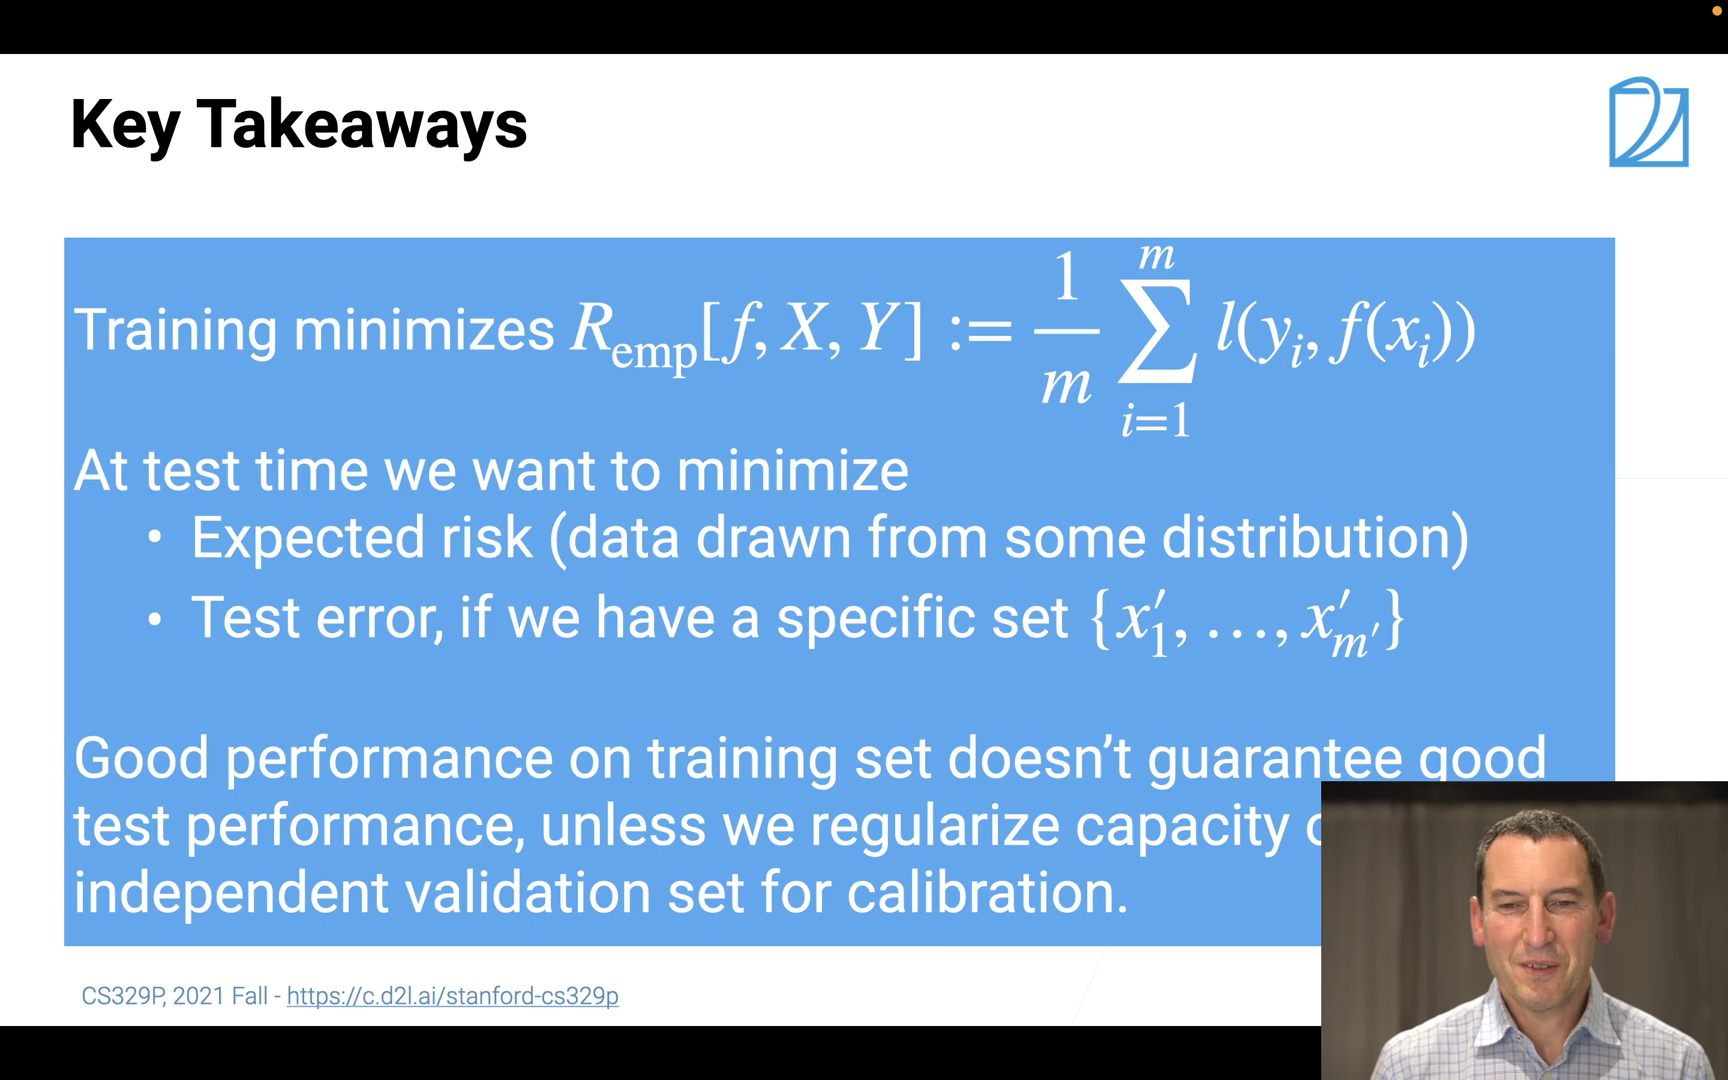 Key Takeaways
Training minimizes R_emp[f, X, Y] := 1/m ∑_{i=1}^{m} l(y_i, f(x_i))
At test time we want to minimize
• Expected risk (data drawn from some distribution)
• Test error, if we have a specific set {x′_1, …, x′_{m′}}
Good performance on training set doesn’t guarantee good
test performance, unless we regularize capacity
independent validation set for calibration.
CS329P, 2021 Fall - https://c.d2l.ai/stanford-cs329p